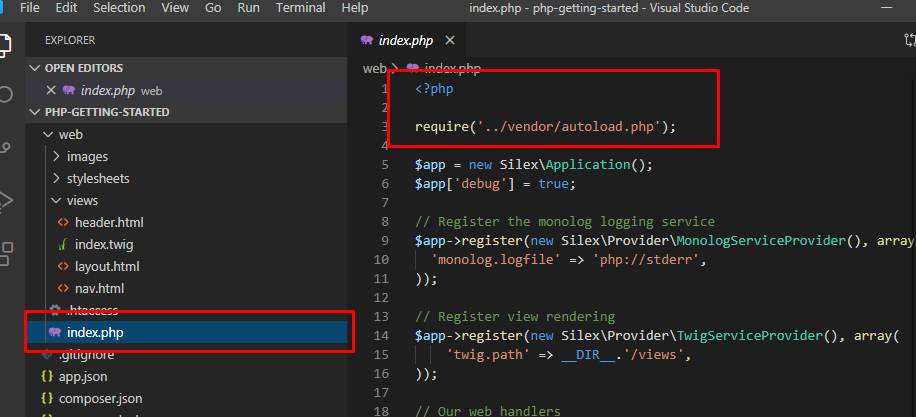 File Edit Selection View Go Run Terminal Help index.php - php-getting-started - Visual Studio Code
EXPLORER
OPEN EDITORS
index.php web
PHP-GETTING-STARTED
web
images
stylesheets
views
header.html
index.twig
layout.html
nav.html
.htaccess
index.php
.gitignore
app.json
composer.json
index.php
web > index.php
1 <?php
2
3 require('../vendor/autoload.php');
4
5 $app = new Silex\Application();
6 $app['debug'] = true;
7
8 // Register the monolog logging service
9 $app->register(new Silex\Provider\MonologServiceProvider(), array
10 'monolog.logfile' => 'php://stderr',
11 ));
12
13 // Register view rendering
14 $app->register(new Silex\Provider\TwigServiceProvider(), array(
15 'twig.path' => __DIR__.'/views',
16 ));
17
18 // Our web handlers